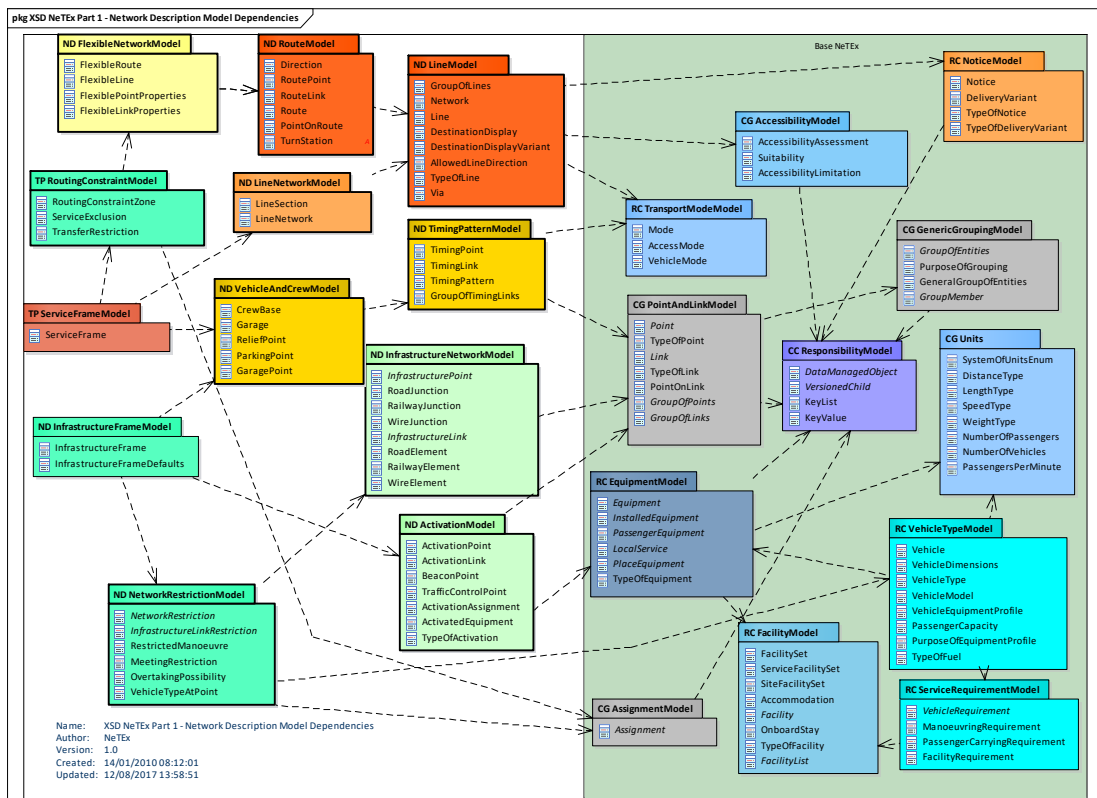 pkg XSD NeTEx Part 1 - Network Description Model Dependencies
Base NeTEx
ND FlexibleNetworkModel
FlexibleRoute
FlexibleLine
FlexiblePointProperties
FlexibleLinkProperties
ND RouteModel
Direction
RoutePoint
RouteLink
Route
PointOnRoute
TurnStation
ND LineModel
GroupOfLines
Network
Line
DestinationDisplay
DestinationDisplayVariant
AllowedLineDirection
TypeOfLine
Via
RC NoticeModel
Notice
DeliveryVariant
TypeOfNotice
TypeOfDeliveryVariant
CG AccessibilityModel
AccessibilityAssessment
Suitability
AccessibilityLimitation
TP RoutingConstraintModel
RoutingConstraintZone
ServiceExclusion
TransferRestriction
ND LineNetworkModel
LineSection
LineNetwork
RC TransportModeModel
Mode
AccessMode
VehicleMode
ND TimingPatternModel
TimingPoint
TimingLink
TimingPattern
GroupOfTimingLinks
CG GenericGroupingModel
GroupOfEntities
PurposeOfGrouping
GeneralGroupOfEntities
GroupMember
TP ServiceFrameModel
ServiceFrame
ND VehicleAndCrewModel
CrewBase
Garage
ReliefPoint
ParkingPoint
GaragePoint
CG PointAndLinkModel
Point
TypeOfPoint
Link
TypeOfLink
PointOnLink
GroupOfPoints
GroupOfLinks
CC ResponsibilityModel
DataManagedObject
VersionedChild
KeyList
KeyValue
CG Units
SystemOfUnitsEnum
DistanceType
LengthType
SpeedType
WeightType
NumberOfPassengers
NumberOfVehicles
PassengersPerMinute
ND InfrastructureNetworkModel
InfrastructurePoint
RoadJunction
RailwayJunction
WireJunction
InfrastructureLink
RoadElement
RailwayElement
WireElement
ND InfrastructureFrameModel
InfrastructureFrame
InfrastructureFrameDefaults
RC EquipmentModel
Equipment
InstalledEquipment
PassengerEquipment
LocalService
PlaceEquipment
TypeOfEquipment
ND ActivationModel
ActivationPoint
ActivationLink
BeaconPoint
TrafficControlPoint
ActivationAssignment
ActivatedEquipment
TypeOfActivation
RC VehicleTypeModel
Vehicle
VehicleDimensions
VehicleType
VehicleModel
VehicleEquipmentProfile
PassengerCapacity
PurposeOfEquipmentProfile
TypeOfFuel
ND NetworkRestrictionModel
NetworkRestriction
InfrastructureLinkRestriction
RestrictedManoeuvre
MeetingRestriction
OvertakingPossibility
VehicleTypeAtPoint
RC FacilityModel
FacilitySet
ServiceFacilitySet
SiteFacilitySet
Accommodation
Facility
OnboardStay
TypeOfFacility
FacilityList
RC ServiceRequirementModel
VehicleRequirement
ManoeuvringRequirement
PassengerCarryingRequirement
FacilityRequirement
CG AssignmentModel
Assignment
Name: XSD NeTEx Part 1 - Network Description Model Dependencies
Author: NeTEx
Version: 1.0
Created: 14/01/2010 08:12:01
Updated: 12/08/2017 13:58:51